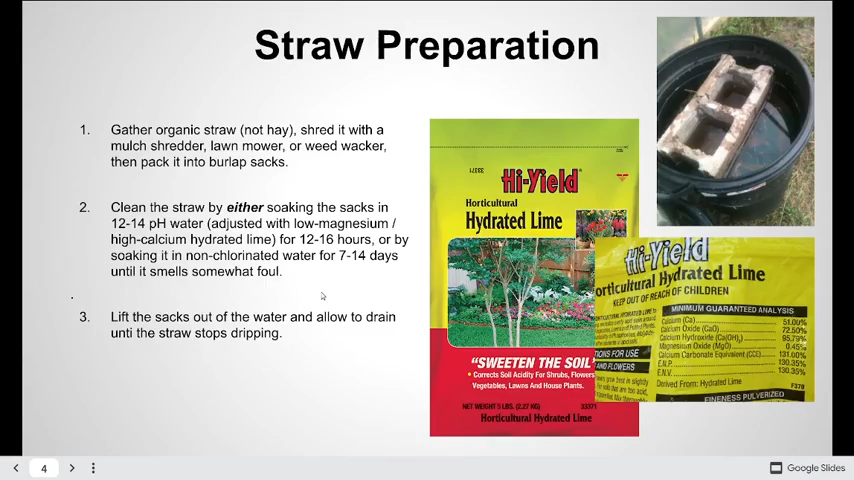 Straw Preparation
1. Gather organic straw (not hay), shred it with a
mulch shredder, lawn mower, or weed wacker,
then pack it into burlap sacks.
2. Clean the straw by either soaking the sacks in
12-14 pH water (adjusted with low-magnesium /
high-calcium hydrated lime) for 12-16 hours, or by
soaking it in non-chlorinated water for 7-14 days
until it smells somewhat foul.
3. Lift the sacks out of the water and allow to drain
unti the straw stops dripping.
33371
Hi-Yield
Horticultural
Hydrated Lime
"SWEETEN THE SOIL"
• Corrects Soil Acidity For Shrubs, Flowers
Vegetables, Lawns And House Plants.
NET WEIGHT 5 LBS. (2.27 KG) 33371
Horticultural Hydrated Lime
Hi-Yield
orticultural Hydrated Lime
KEEP OUT OF REACH OF CHILDREN
TIONS FOR USE
AND FLOWERS
MINIMUM GUARANTEED ANALYSIS
Calcium (Ca) 51.00%
Calcium Oxide (CaO) 72.50%
Calcium Hydroxide (Ca(OH)2) 95.79%
Magnesium Oxide (MgO) 0.45%
Calcium Carbonate Equivalent (CCE) 131.00%
E.N.P. 130.35%
E.N.V. 130.35%
Derived From: Hydrated Lime
F378
FINENESS PULVERIZED
4
Google Slides